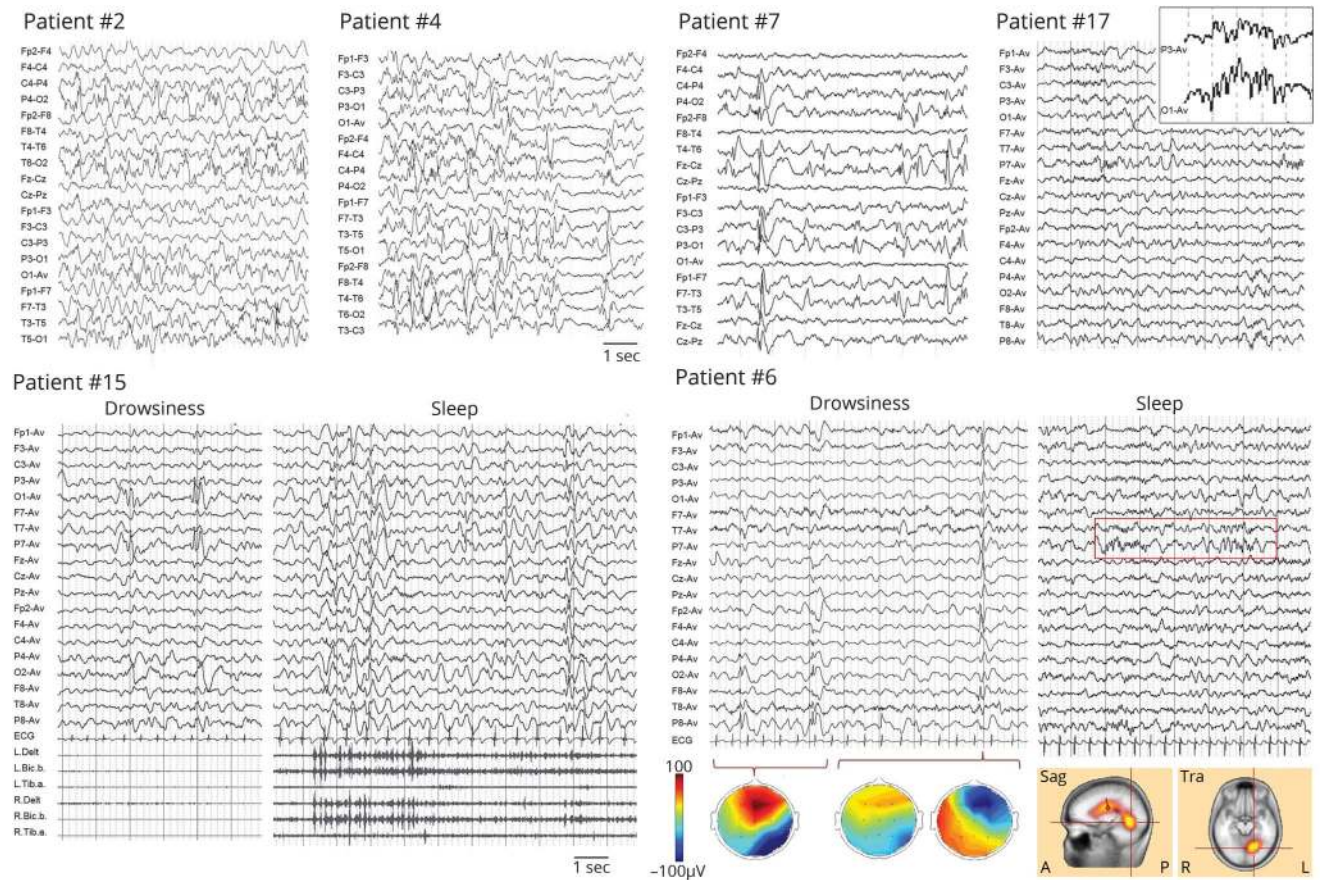 Patient #2
Fp2-F4
F4-C4
C4-P4
P4-O2
Fp2-F8
F8-T4
T4-T6
T6-O2
Fz-Cz
Cz-Pz
Fp1-F3
F3-C3
C3-P3
P3-O1
O1-Av
Fp1-F7
F7-T3
T3-T5
T5-O1
Patient #4
Fp1-F3
F3-C3
C3-P3
P3-O1
O1-Av
Fp2-F4
F4-C4
C4-P4
P4-O2
Fp1-F7
F7-T3
T3-T5
T5-O1
Fp2-F8
F8-T4
T4-T6
T6-O2
T3-C3
1 sec
Patient #7
Fp2-F4
F4-C4
C4-P4
P4-O2
Fp2-F8
F8-T4
T4-T6
Fz-Cz
Cz-Pz
Fp1-F3
F3-C3
C3-P3
P3-O1
O1-Av
Fp1-F7
F7-T3
T3-T5
Fz-Cz
Cz-Pz
Patient #17
Fp1-Av
F3-Av
C3-Av
P3-Av
O1-Av
F7-Av
T7-Av
P7-Av
Fz-Av
Cz-Av
Pz-Av
Fp2-Av
F4-Av
C4-Av
P4-Av
O2-Av
F8-Av
T8-Av
P8-Av
P3-Av
O1-Av
Patient #15
Drowsiness
Sleep
Fp1-Av
F3-Av
C3-Av
P3-Av
O1-Av
F7-Av
T7-Av
P7-Av
Fz-Av
Cz-Av
Pz-Av
Fp2-Av
F4-Av
C4-Av
P4-Av
O2-Av
F8-Av
T8-Av
P8-Av
ECG
L.Delt
L.Bic.b.
L.Tib.a.
R.Delt
R.Bic.b.
R.Tib.a.
1 sec
Patient #6
Drowsiness
Sleep
Fp1-Av
F3-Av
C3-Av
P3-Av
O1-Av
F7-Av
T7-Av
P7-Av
Fz-Av
Cz-Av
Pz-Av
Fp2-Av
F4-Av
C4-Av
P4-Av
O2-Av
F8-Av
T8-Av
P8-Av
ECG
100
-100µV
Sag
A
P
Tra
R
L